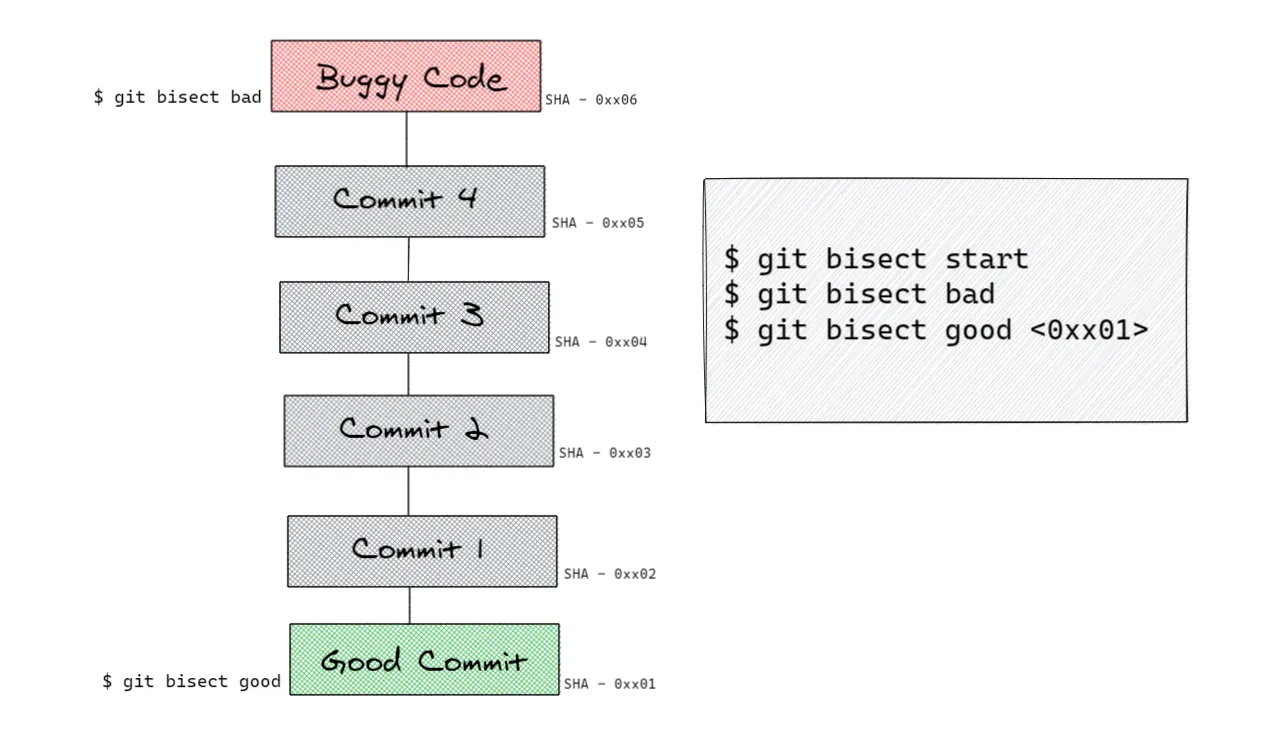 Buggy Code
$ git bisect bad
SHA - 0xx06
Commit 4
SHA - 0xx05
Commit 3
SHA - 0xx04
Commit 2
SHA - 0xx03
Commit 1
SHA - 0xx02
Good Commit
$ git bisect good
SHA - 0xx01
$ git bisect start
$ git bisect bad
$ git bisect good <0xx01>